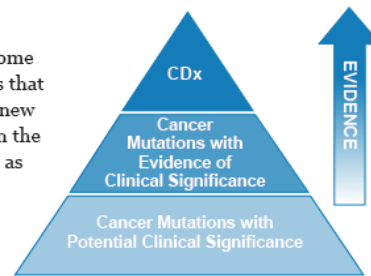 ome
s that
new
n the
as
CDx
Cancer
Mutations with
Evidence of
Clinical Significance
Cancer Mutations with
Potential Clinical Significance
EVIDENCE